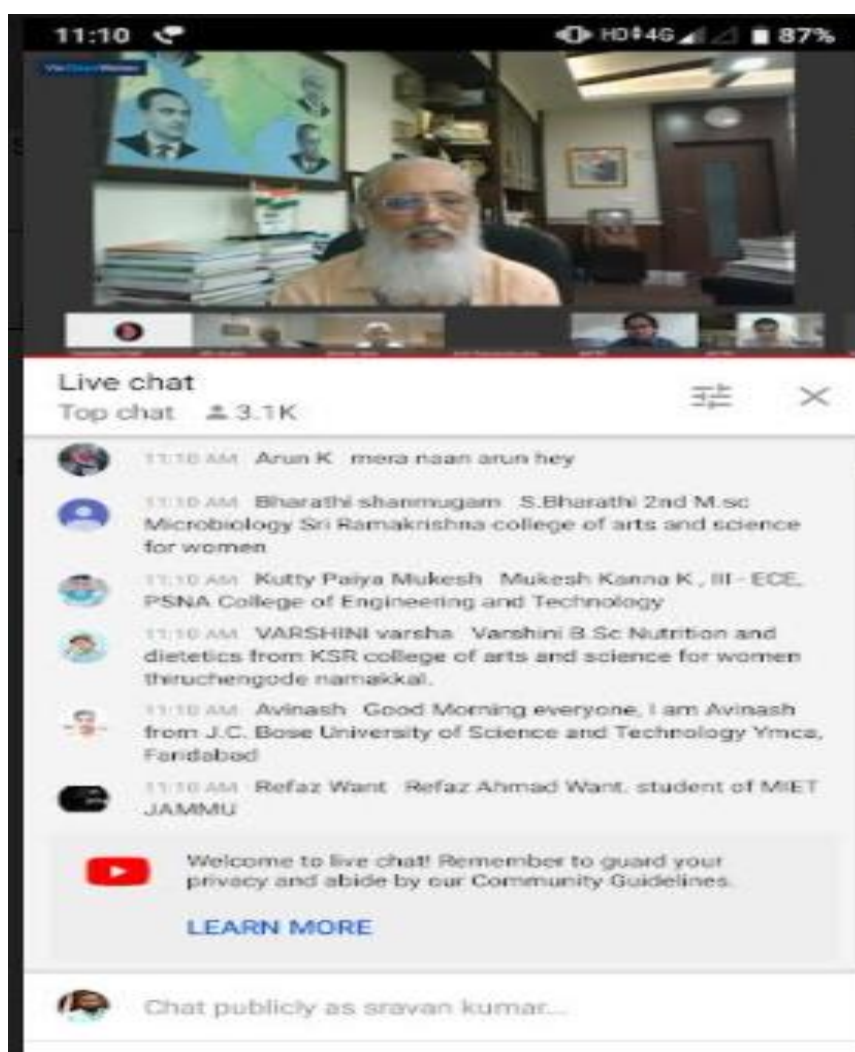 11:10 HD 4G 87%
Live chat
Top chat 3.1K
11:10 AM Arun K mera naan arun hey
11:10 AM Bharathi shanmugam S.Bharathi 2nd M.sc
Microbiology Sri Ramakrishna college of arts and science
for women
11:10 AM Kutty Paiya Mukesh Mukesh Kanna K , III - ECE,
PSNA College of Engineering and Technology
11:10 AM VARSHINI varsha Varshini B.Sc Nutrition and
dietetics from KSR college of arts and science for women
thiruchengode namakkal.
11:10 AM Avinash Good Morning everyone, I am Avinash
from J.C. Bose University of Science and Technology Ymca,
Faridabad
11:10 AM Refaz Want Refaz Ahmad Want. student of MIET
JAMMU
Welcome to live chat! Remember to guard your
privacy and abide by our Community Guidelines.
LEARN MORE
Chat publicly as sravan kumar...